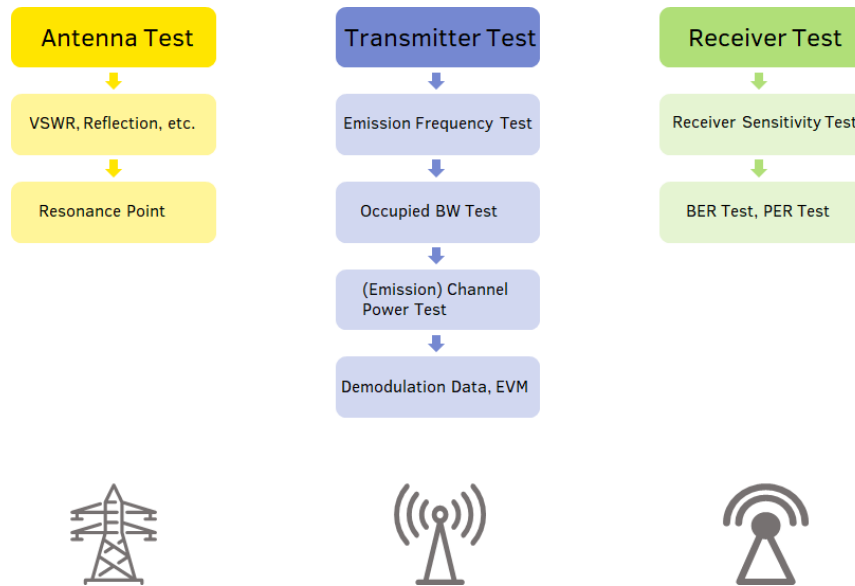 Antenna Test
VSWR, Reflection, etc.
Resonance Point
Transmitter Test
Emission Frequency Test
Occupied BW Test
(Emission) Channel
Power Test
Demodulation Data, EVM
Receiver Test
Receiver Sensitivity Test
BER Test, PER Test